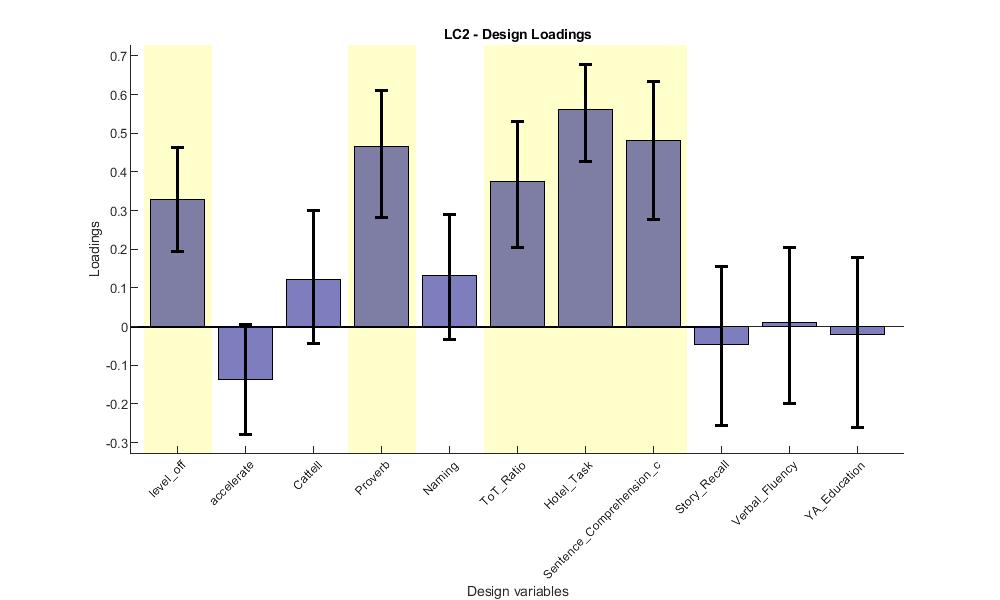 LC2 - Design Loadings
Loadings
0.7
0.6
0.5
0.4
0.3
0.2
0.1
0
-0.1
-0.2
-0.3
level_off
accelerate
Cattell
Proverb
Naming
ToT_Ratio
Hotel_Task
Sentence_Comprehension_c
Story_Recall
Verbal_Fluency
YA_Education
Design variables